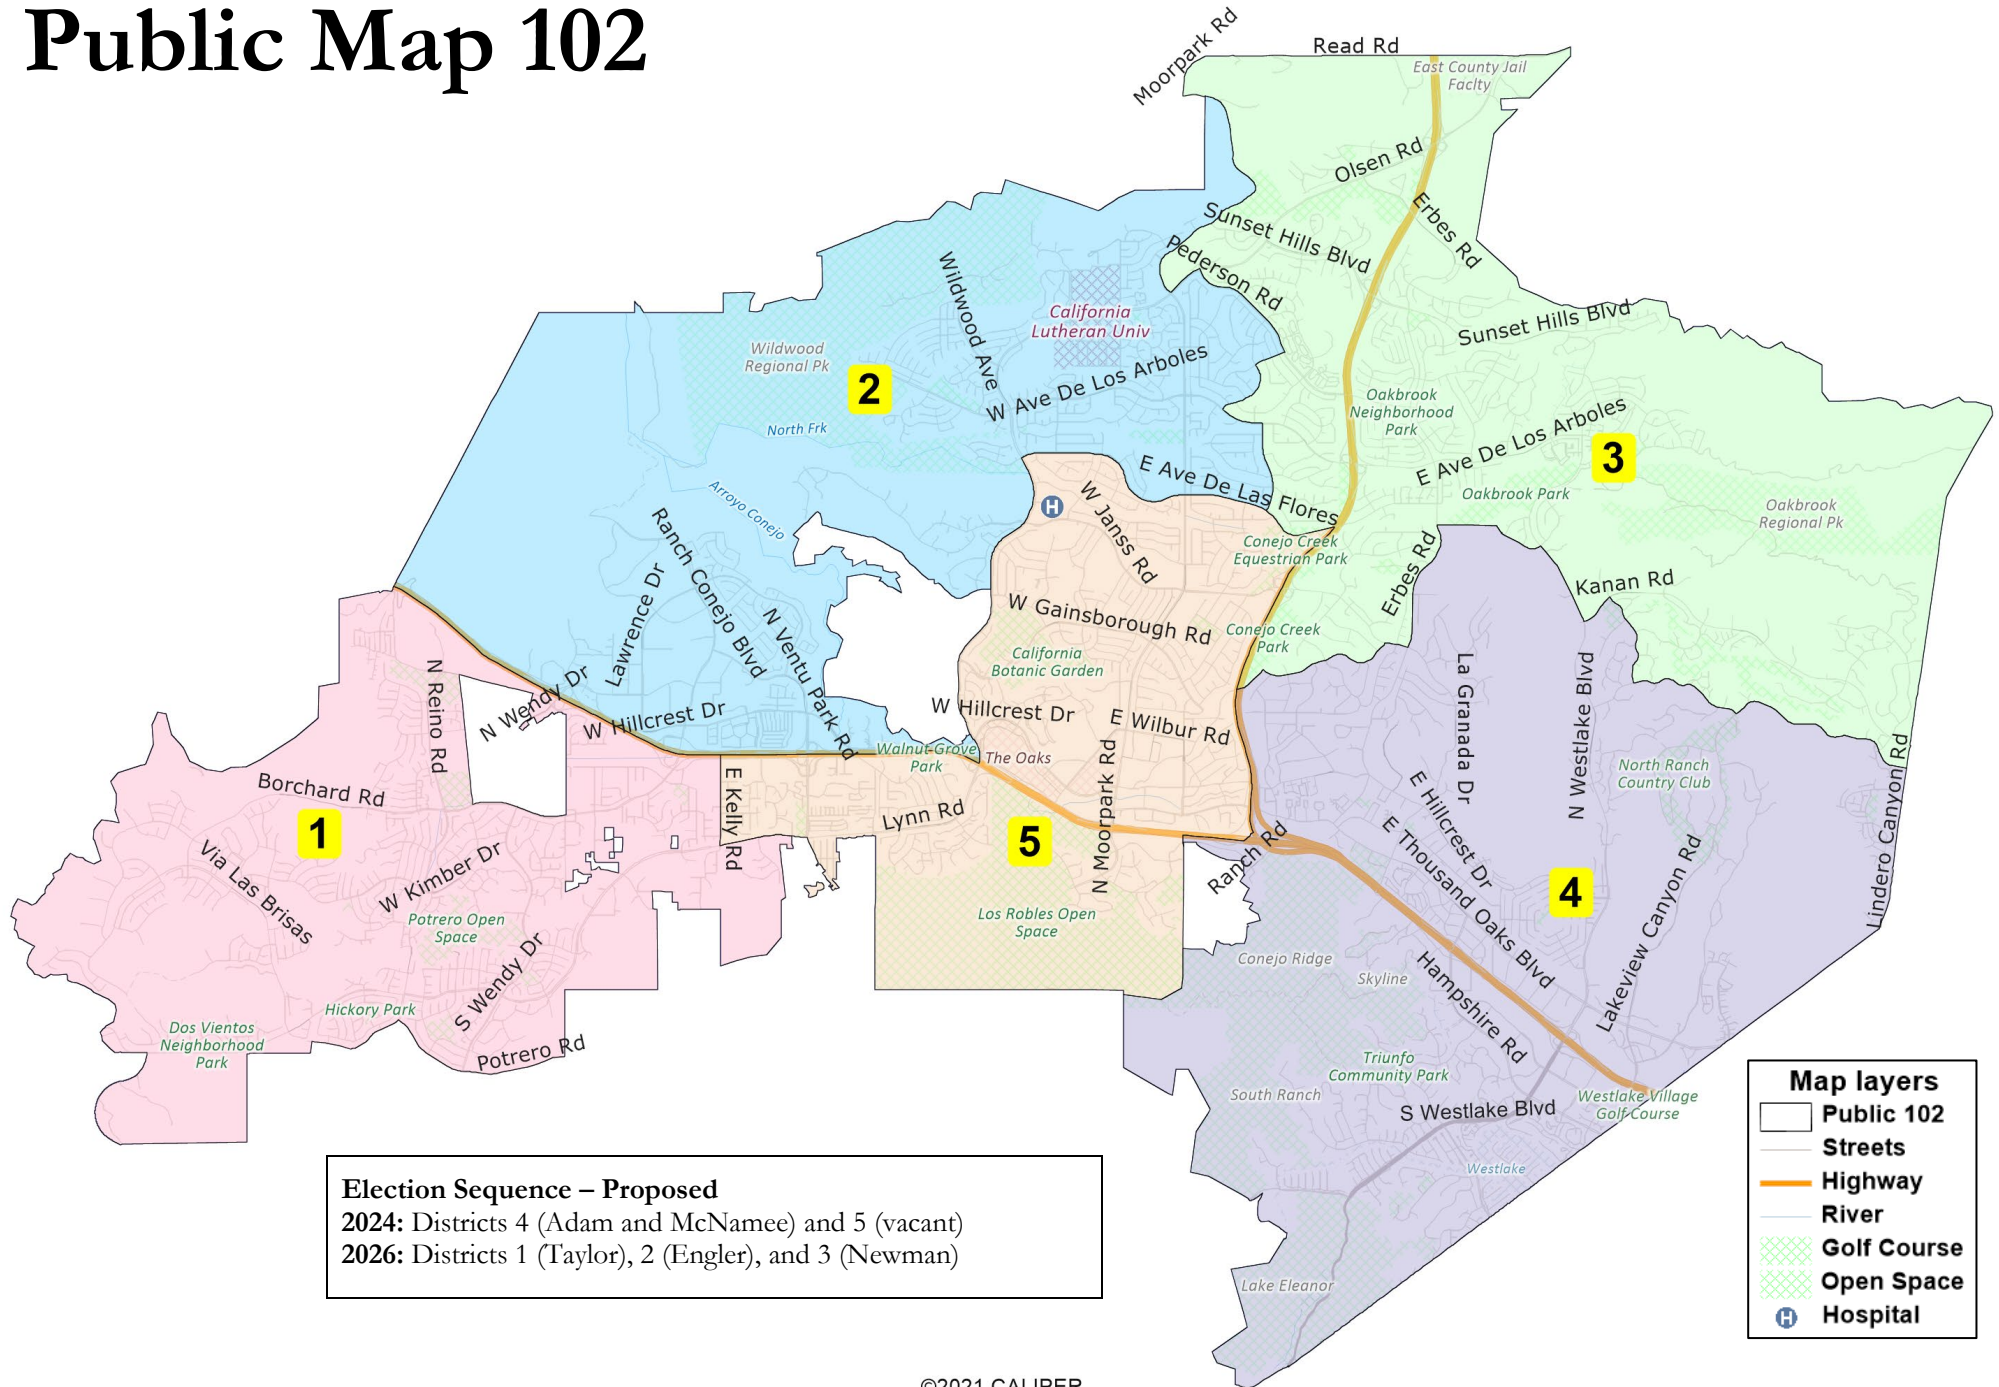 Public Map 102
Moorpark Rd
Read Rd
East County Jail
Faclty
Olsen Rd
Erbes Rd
Sunset Hills Blvd
Pederson Rd
Sunset Hills Blvd
Wildwood Ave
California
Lutheran Univ
Wildwood
Regional Pk
2
W Ave De Los Arboles
North Frk
Oakbrook
Neighborhood
Park
E Ave De Los Arboles
3
Oakbrook Park
Oakbrook
Regional Pk
E Ave De Las Flores
H
W Janss Rd
Arroyo Conejo
Conejo Creek
Equestrian Park
Erbes Rd
Kanan Rd
Ranch Conejo Blvd
Lawrence Dr
N Ventu Park Rd
W Gainsborough Rd
Conejo Creek
Park
California
Botanic Garden
N Reino Rd
N Wendy Dr
W Hillcrest Dr
W Hillcrest Dr
E Wilbur Rd
La Granada Dr
N Westlake Blvd
Walnut Grove
Park
The Oaks
North Ranch
Country Club
Lindero Canyon Rd
Borchard Rd
E Kelly Rd
Lynn Rd
N Moorpark Rd
E Hillcrest Dr
1
5
4
Via Las Brisas
W Kimber Dr
Ranch Rd
E Thousand Oaks Blvd
Lakeview Canyon Rd
Potrero Open
Space
Los Robles Open
Space
S Wendy Dr
Conejo Ridge
Skyline
Hampshire Rd
Hickory Park
Dos Vientos
Neighborhood
Park
Potrero Rd
Triunfo
Community Park
South Ranch
S Westlake Blvd
Westlake Village
Golf Course
Westlake
Lake Eleanor
Election Sequence – Proposed
2024: Districts 4 (Adam and McNamee) and 5 (vacant)
2026: Districts 1 (Taylor), 2 (Engler), and 3 (Newman)
Map layers
Public 102
Streets
Highway
River
Golf Course
Open Space
H Hospital
©2021 CALIPER